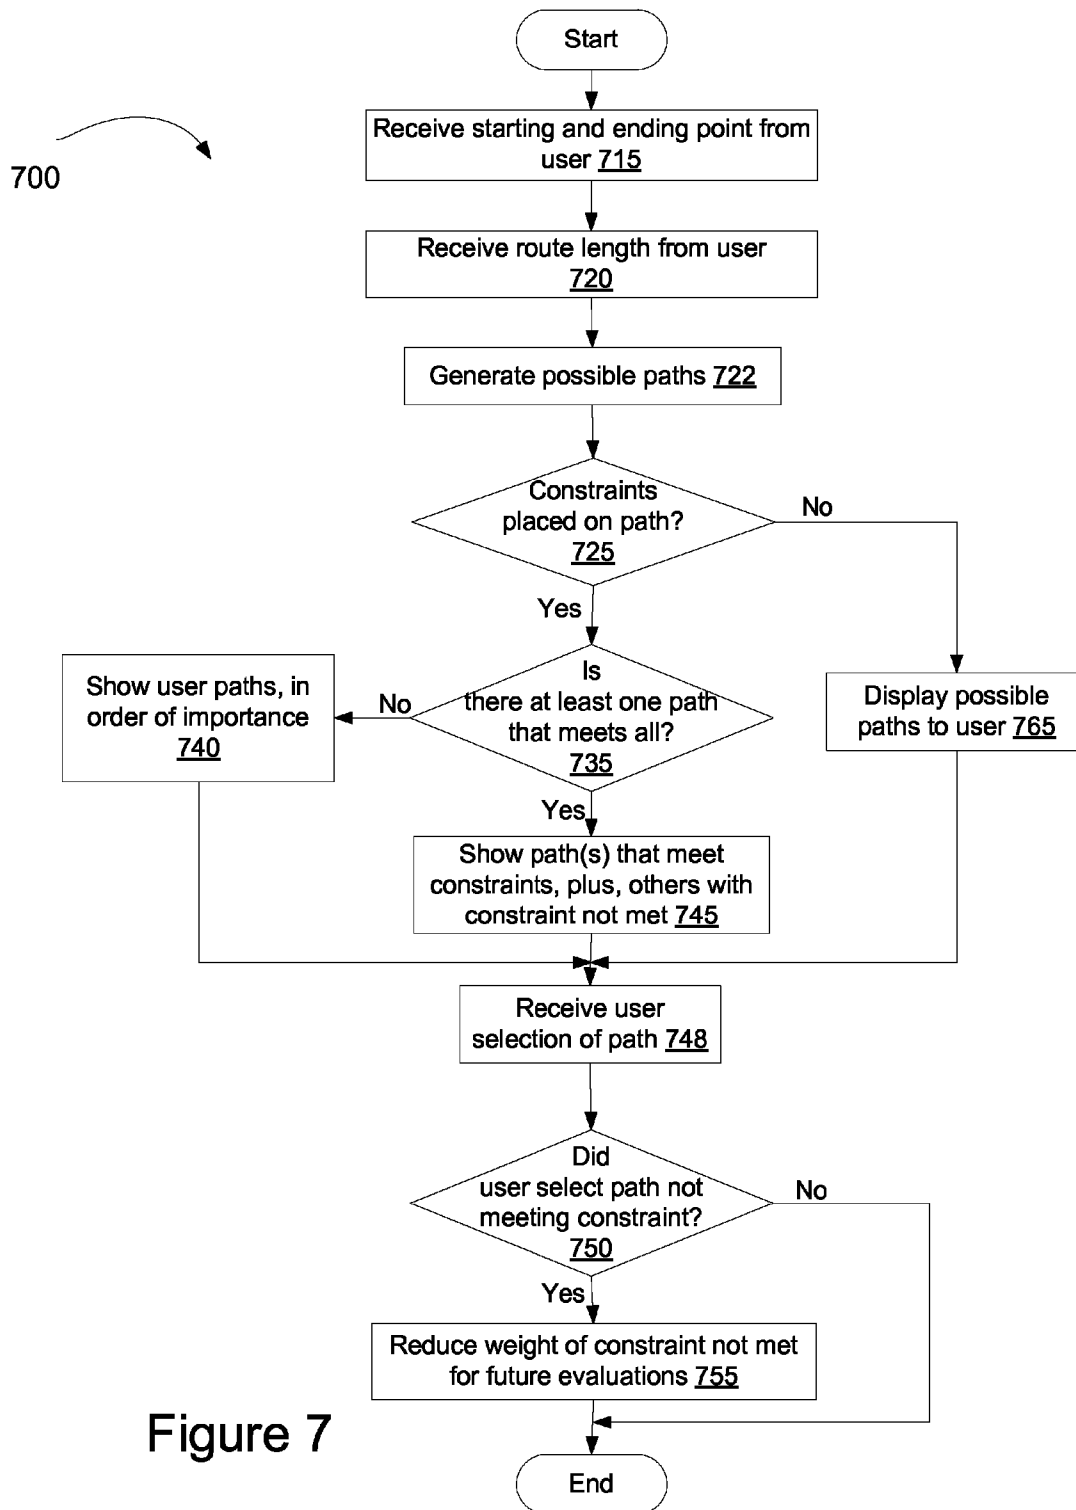 Start
Receive starting and ending point from
user 715
700
Receive route length from user
720
Generate possible paths 722
Constraints
placed on path?
725
No
Yes
Is
there at least one path
that meets all?
735
No
Show user paths, in
order of importance
740
Display possible
paths to user 765
Yes
Show path(s) that meet
constraints, plus, others with
constraint not met 745
Receive user
selection of path 748
Did
user select path not
meeting constraint?
750
No
Yes
Reduce weight of constraint not met
for future evaluations 755
Figure 7
End